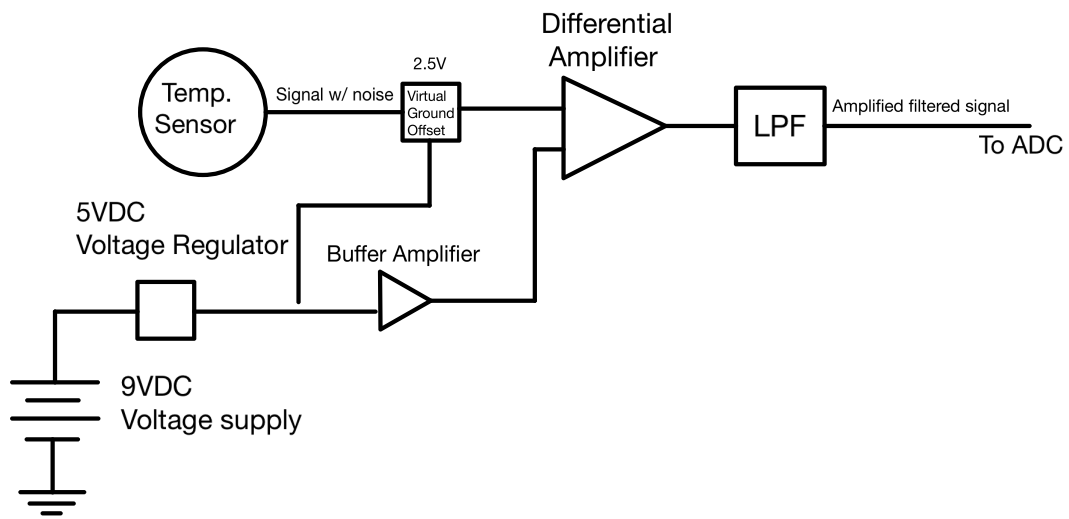 Differential
Amplifier
2.5V
Temp.
Sensor
Signal w/ noise
Virtual
Ground
Offset
LPF
Amplified filtered signal
To ADC
5VDC
Voltage Regulator
Buffer Amplifier
9VDC
Voltage supply